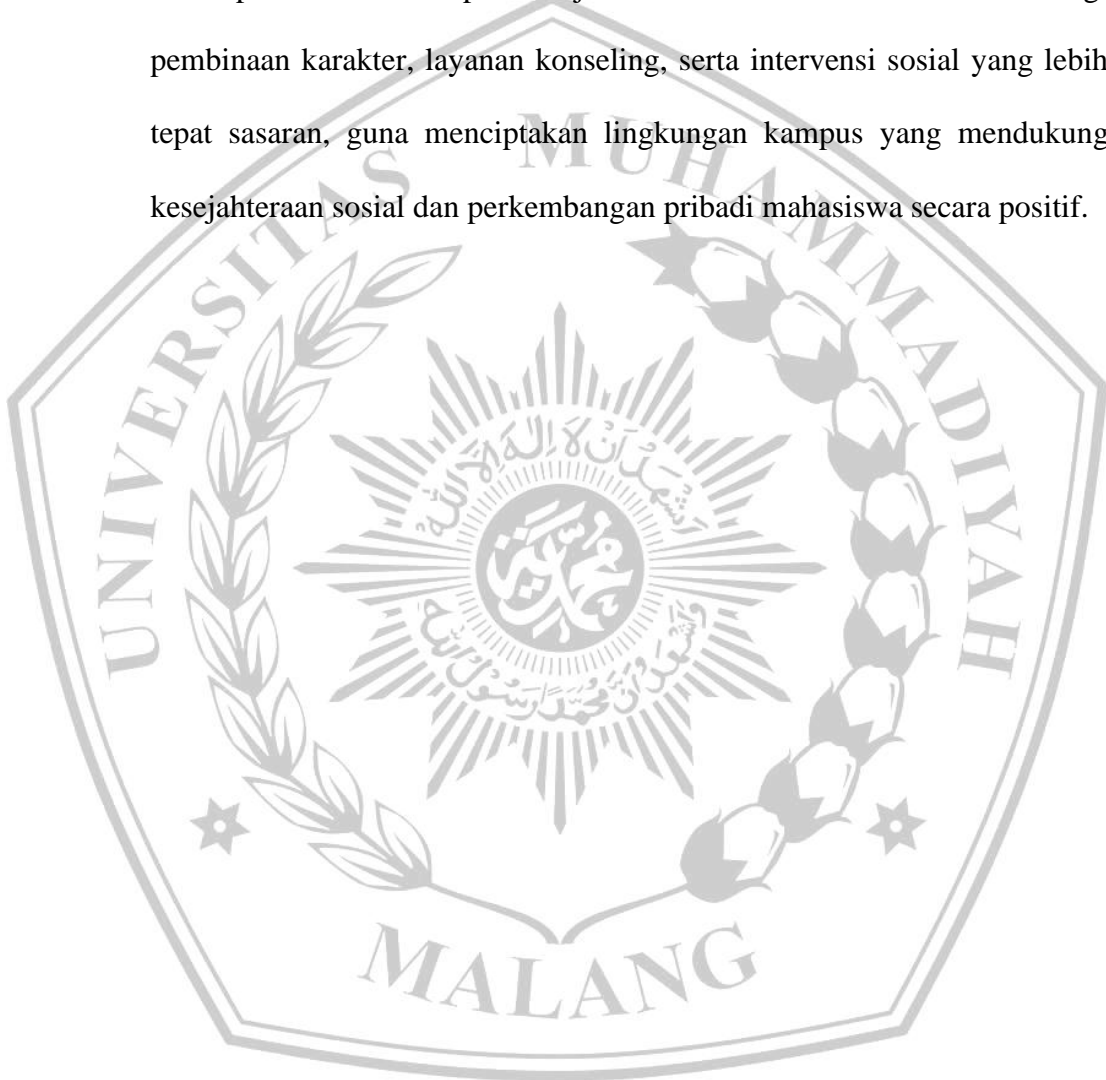 pembinaan karakter, layanan konseling, serta intervensi sosial yang lebih
tepat sasaran, guna menciptakan lingkungan kampus yang mendukung
kesejahteraan sosial dan perkembangan pribadi mahasiswa secara positif.
UNIVERSITAS MUHAMMADIYAH
MALANG